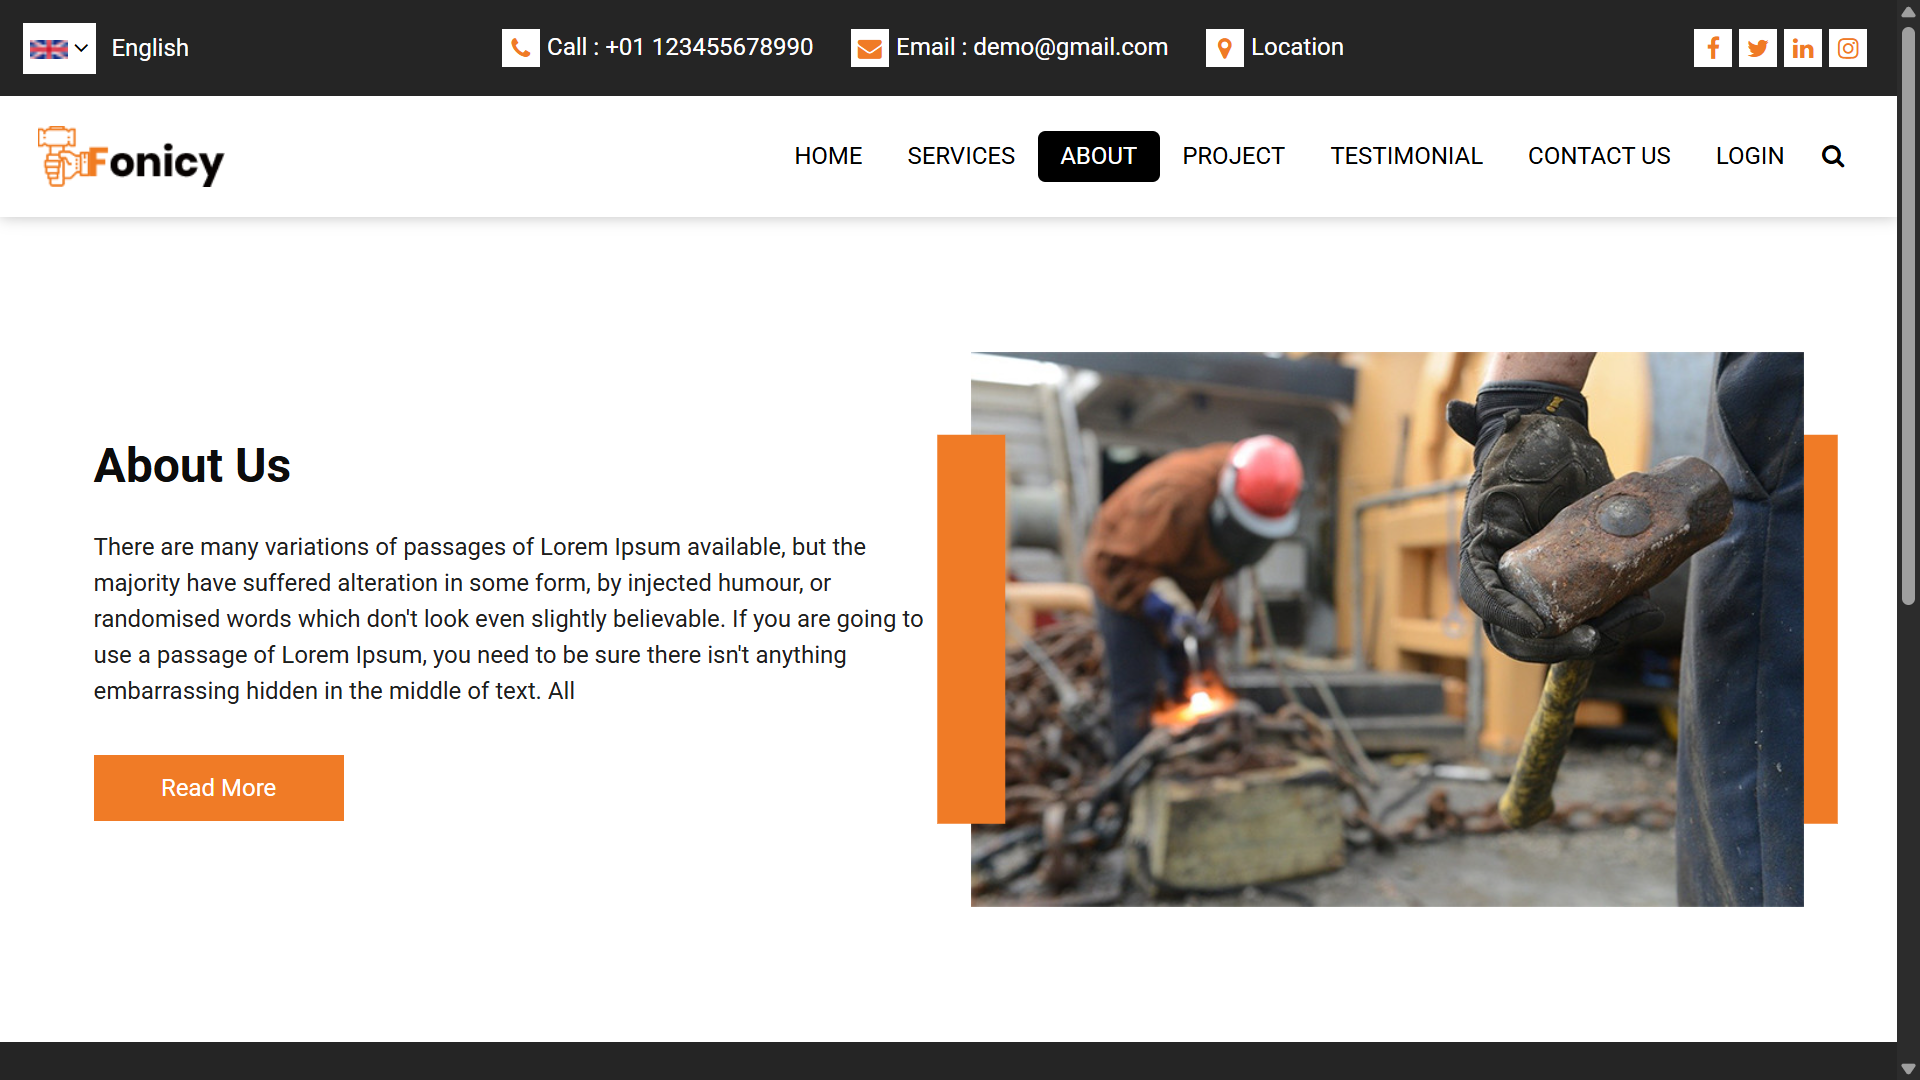 English
Call : +01 123455678990
Email : demo@gmail.com
Location
Fonicy
HOME
SERVICES
ABOUT
PROJECT
TESTIMONIAL
CONTACT US
LOGIN
About Us
There are many variations of passages of Lorem Ipsum available, but the
majority have suffered alteration in some form, by injected humour, or
randomised words which don't look even slightly believable. If you are going to
use a passage of Lorem Ipsum, you need to be sure there isn't anything
embarrassing hidden in the middle of text. All
Read More